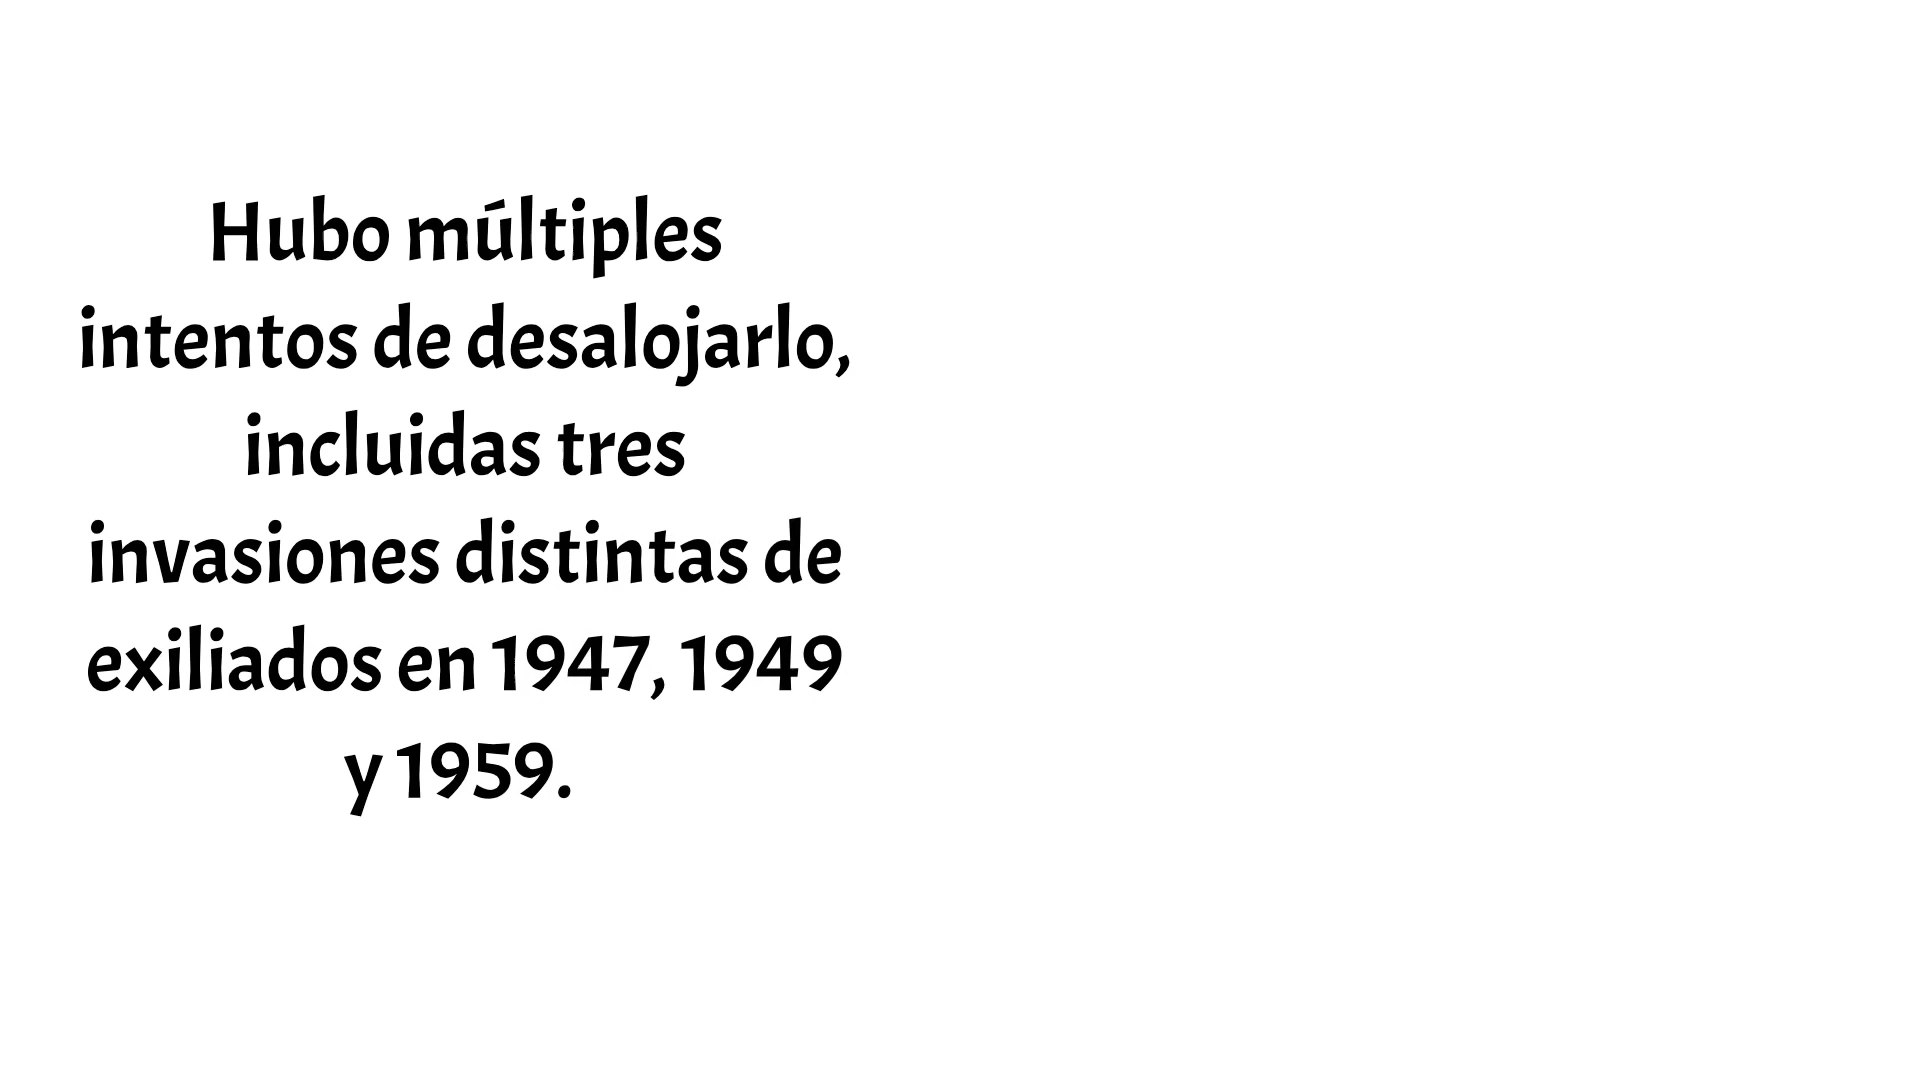 Hubo múltiples
intentos de desalojarlo,
incluidas tres
invasiones distintas de
exiliados en 1947, 1949
y 1959.